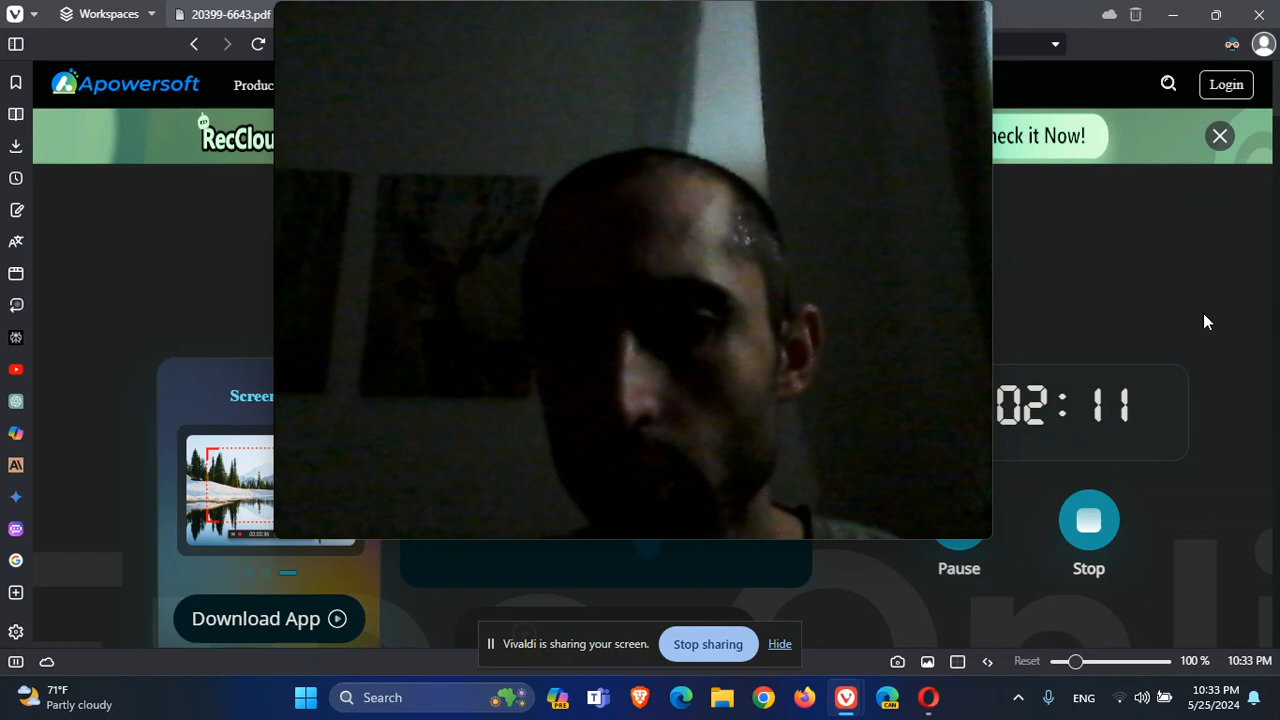 Workspaces
20399-6643.pdf
Apowersoft
Produc
Login
RecClou
heck it Now!
Screen
02:11
Pause
Stop
Download App
Vivaldi is sharing your screen.
Stop sharing
Hide
Reset
100 %
10:33 PM
71°F
Partly cloudy
Search
PRE
CAN
ENG
10:33 PM
5/25/2024